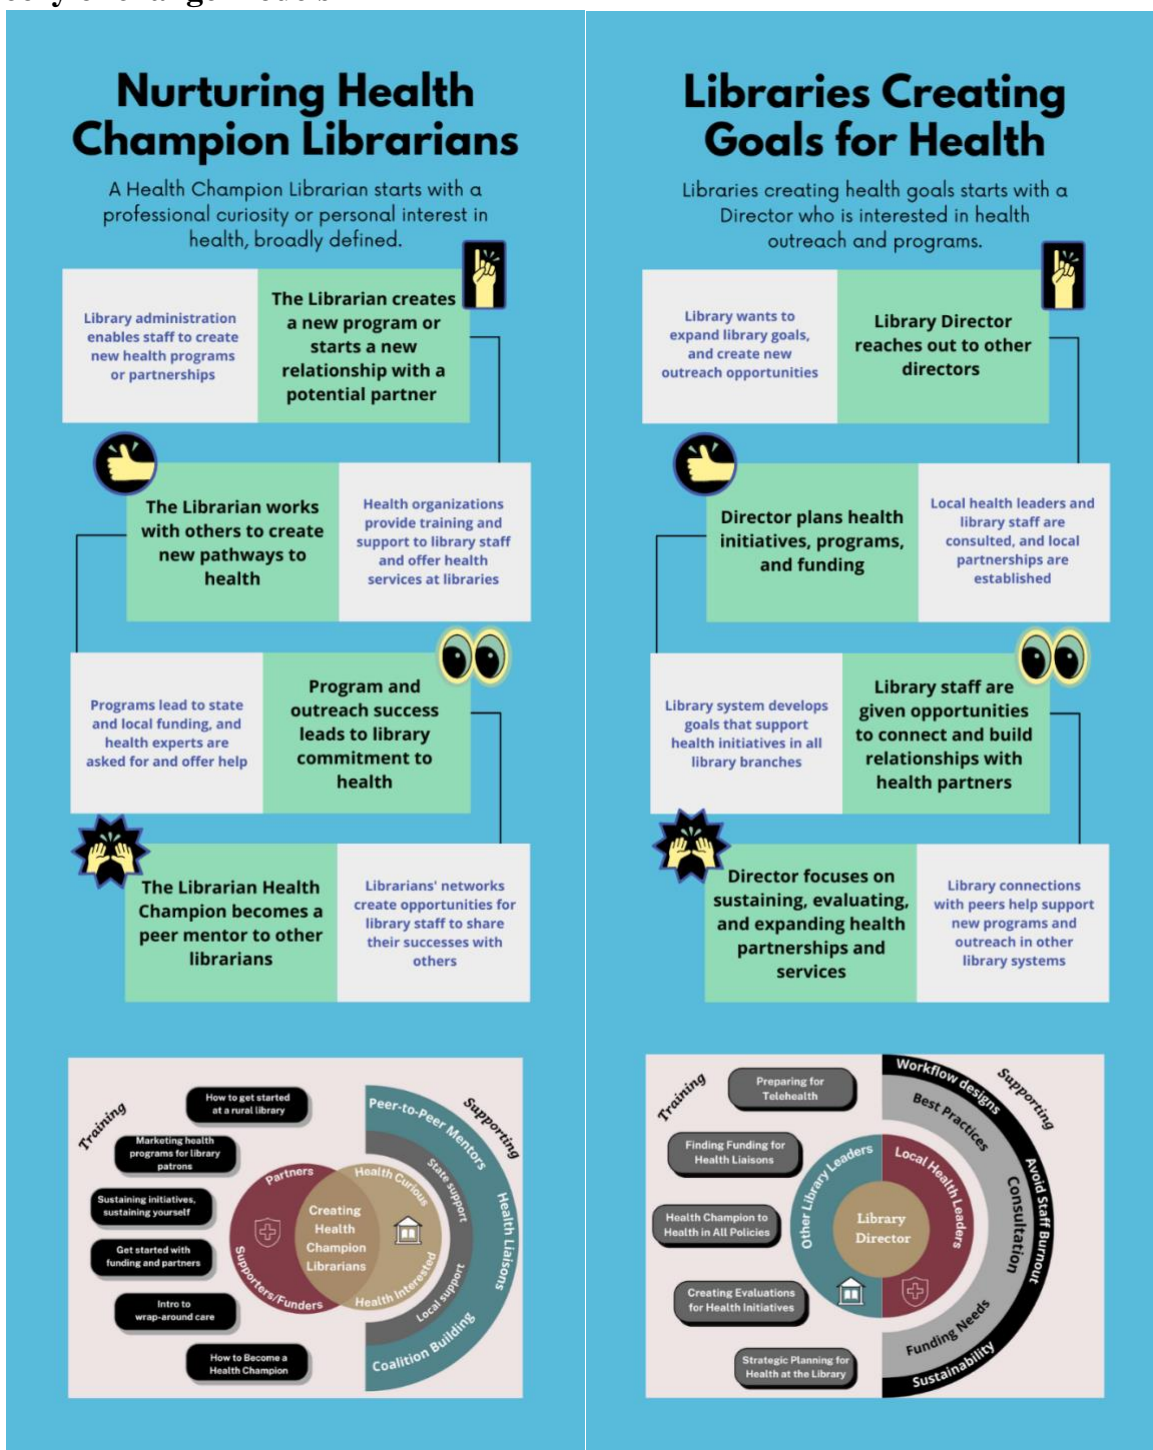 Nurturing Health
Champion Librarians
A Health Champion Librarian starts with a
professional curiosity or personal interest in
health, broadly defined.
Library administration
enables staff to create
new health programs
or partnerships
The Librarian creates
a new program or
starts a new
relationship with a
potential partner
The Librarian works
with others to create
new pathways to
health
Health organizations
provide training and
support to library staff
and offer health
services at libraries
Programs lead to state
and local funding, and
health experts are
asked for and offer help
Program and
outreach success
leads to library
commitment to
health
The Librarian Health
Champion becomes a
peer mentor to other
librarians
Librarians' networks
create opportunities for
library staff to share
their successes with
others
Training
How to get started
at a rural library
Marketing health
programs for library
patrons
Sustaining initiatives,
sustaining yourself
Get started with
funding and partners
Intro to
wrap-around care
How to Become a
Health Champion
Partners
Supporters/Funders
Creating
Health
Champion
Librarians
Health Curious
Health Interested
State support
Local support
Peer-to-Peer Mentors
Health Liaisons
Coalition Building
Supporting
Libraries Creating
Goals for Health
Libraries creating health goals starts with a
Director who is interested in health
outreach and programs.
Library wants to
expand library goals,
and create new
outreach opportunities
Library Director
reaches out to other
directors
Director plans health
initiatives, programs,
and funding
Local health leaders and
library staff are
consulted, and local
partnerships are
established
Library system develops
goals that support
health initiatives in all
library branches
Library staff are
given opportunities
to connect and build
relationships with
health partners
Director focuses on
sustaining, evaluating,
and expanding health
partnerships and
services
Library connections
with peers help support
new programs and
outreach in other
library systems
Training
Preparing for
Telehealth
Finding Funding for
Health Liaisons
Health Champion to
Health in All Policies
Creating Evaluations
for Health Initiatives
Strategic Planning for
Health at the Library
Other Library Leaders
Local Health Leaders
Library
Director
Best Practices
Consultation
Funding Needs
Workflow designs
Avoid Staff Burnout
Sustainability
Supporting